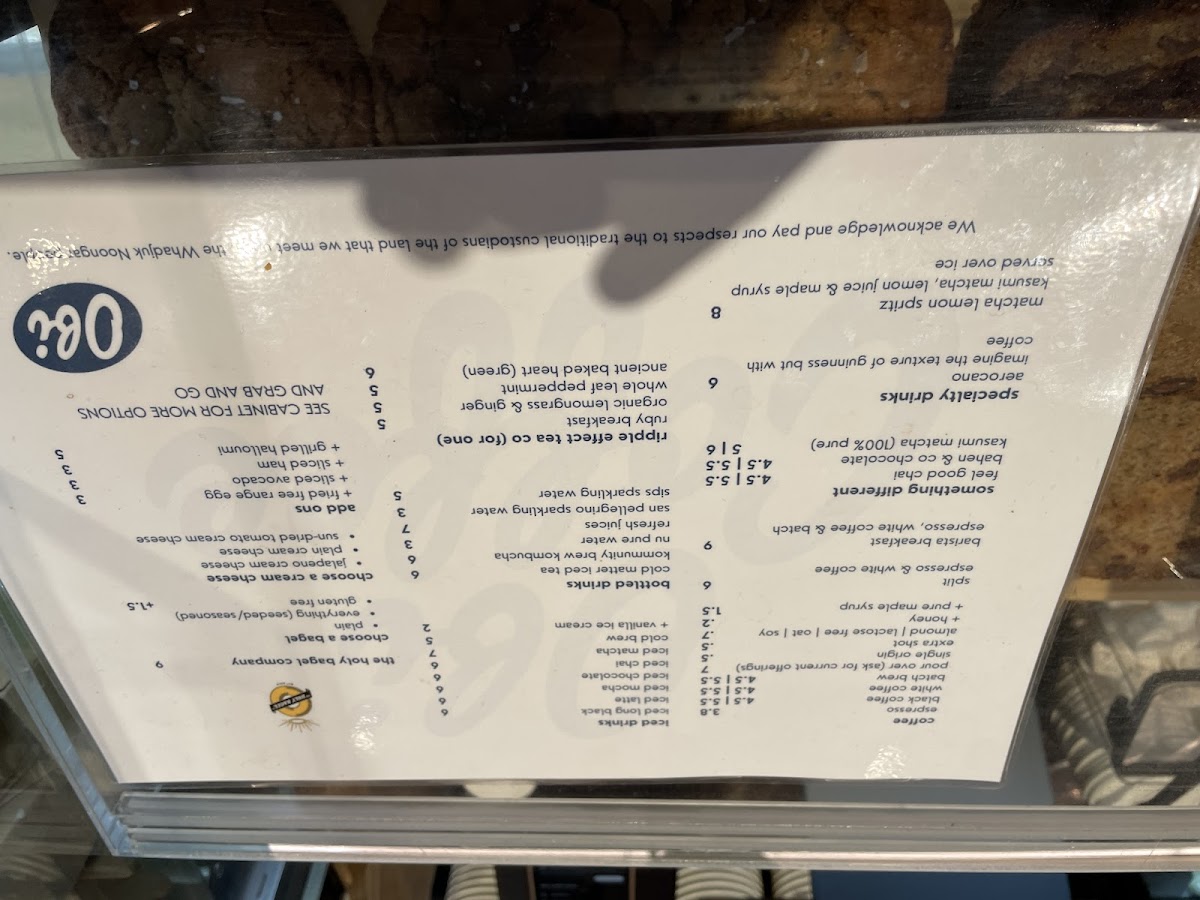 coffee
espresso 3.8
black coffee 4.5 | 5.5
white coffee 4.5 | 5.5
batch brew 4.5 | 5.5
pour over (ask for current offerings) 7
single origin .5
extra shot .5
almond | lactose free | oat | soy .7
+ honey .2
+ pure maple syrup 1.5
split 6
espresso & white coffee
barista breakfast 9
espresso, white coffee & batch
something different
feel good chai 4.5 | 5.5
bahen & co chocolate 4.5 | 5.5
kasumi matcha (100% pure) 5 | 6
specialty drinks
aerocano 6
imagine the texture of guinness but with
coffee
matcha lemon spritz 8
kasumi matcha, lemon juice & maple syrup
served over ice
iced drinks
iced long black 6
iced latte 6
iced mocha 6
iced chocolate 6
iced chai 6
iced matcha 7
cold brew 5
+ vanilla ice cream 2
bottled drinks
cold matter iced tea 6
kommunity brew kombucha 6
nu pure water 3
refresh juices 7
san pellegrino sparkling water 3
sips sparkling water 5
ripple effect tea co (for one)
ruby breakfast 5
organic lemongrass & ginger 5
whole leaf peppermint 5
ancient baked heart (green) 6
HOLY BAGEL
the holy bagel company 9
choose a bagel
• plain
• everything (seeded/seasoned)
• gluten free +1.5
choose a cream cheese
• jalapeno cream cheese
• plain cream cheese
• sun-dried tomato cream cheese
add ons
+ fried free range egg 3
+ sliced avocado 3
+ sliced ham 3
+ grilled halloumi 5
SEE CABINET FOR MORE OPTIONS
AND GRAB AND GO
Obi
We acknowledge and pay our respects to the traditional custodians of the land that we meet the Whadjuk Noongar people.